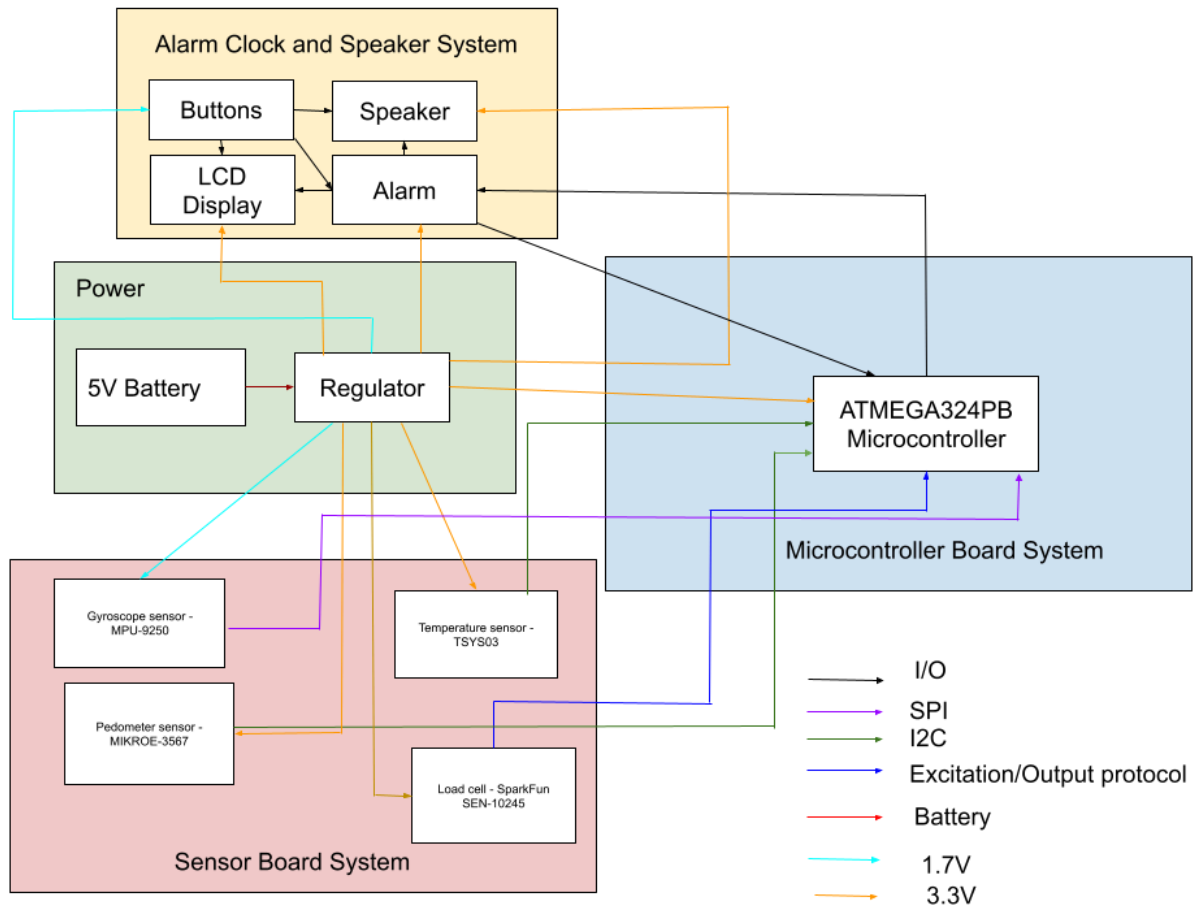 Alarm Clock and Speaker System
Buttons
Speaker
LCD
Display
Alarm
Power
5V Battery
Regulator
ATMEGA324PB
Microcontroller
Microcontroller Board System
Gyroscope sensor -
MPU-9250
Temperature sensor -
TSYS03
Pedometer sensor -
MIKROE-3567
Load cell - SparkFun
SEN-10245
Sensor Board System
I/O
SPI
I2C
Excitation/Output protocol
Battery
1.7V
3.3V